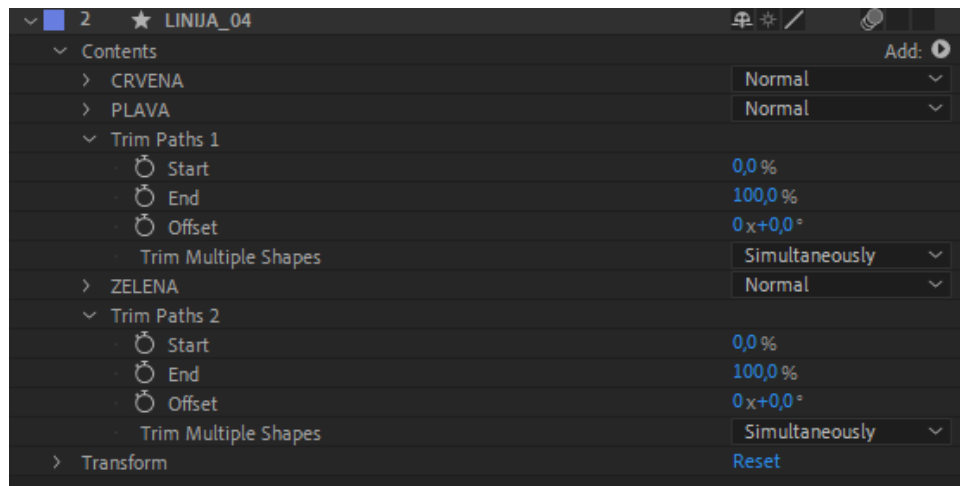 2 LINIJA_04
Contents Add:
CRVENA Normal
PLAVA Normal
Trim Paths 1
Start 0,0 %
End 100,0 %
Offset 0 x+0,0 °
Trim Multiple Shapes Simultaneously
ZELENA Normal
Trim Paths 2
Start 0,0 %
End 100,0 %
Offset 0 x+0,0 °
Trim Multiple Shapes Simultaneously
Transform Reset